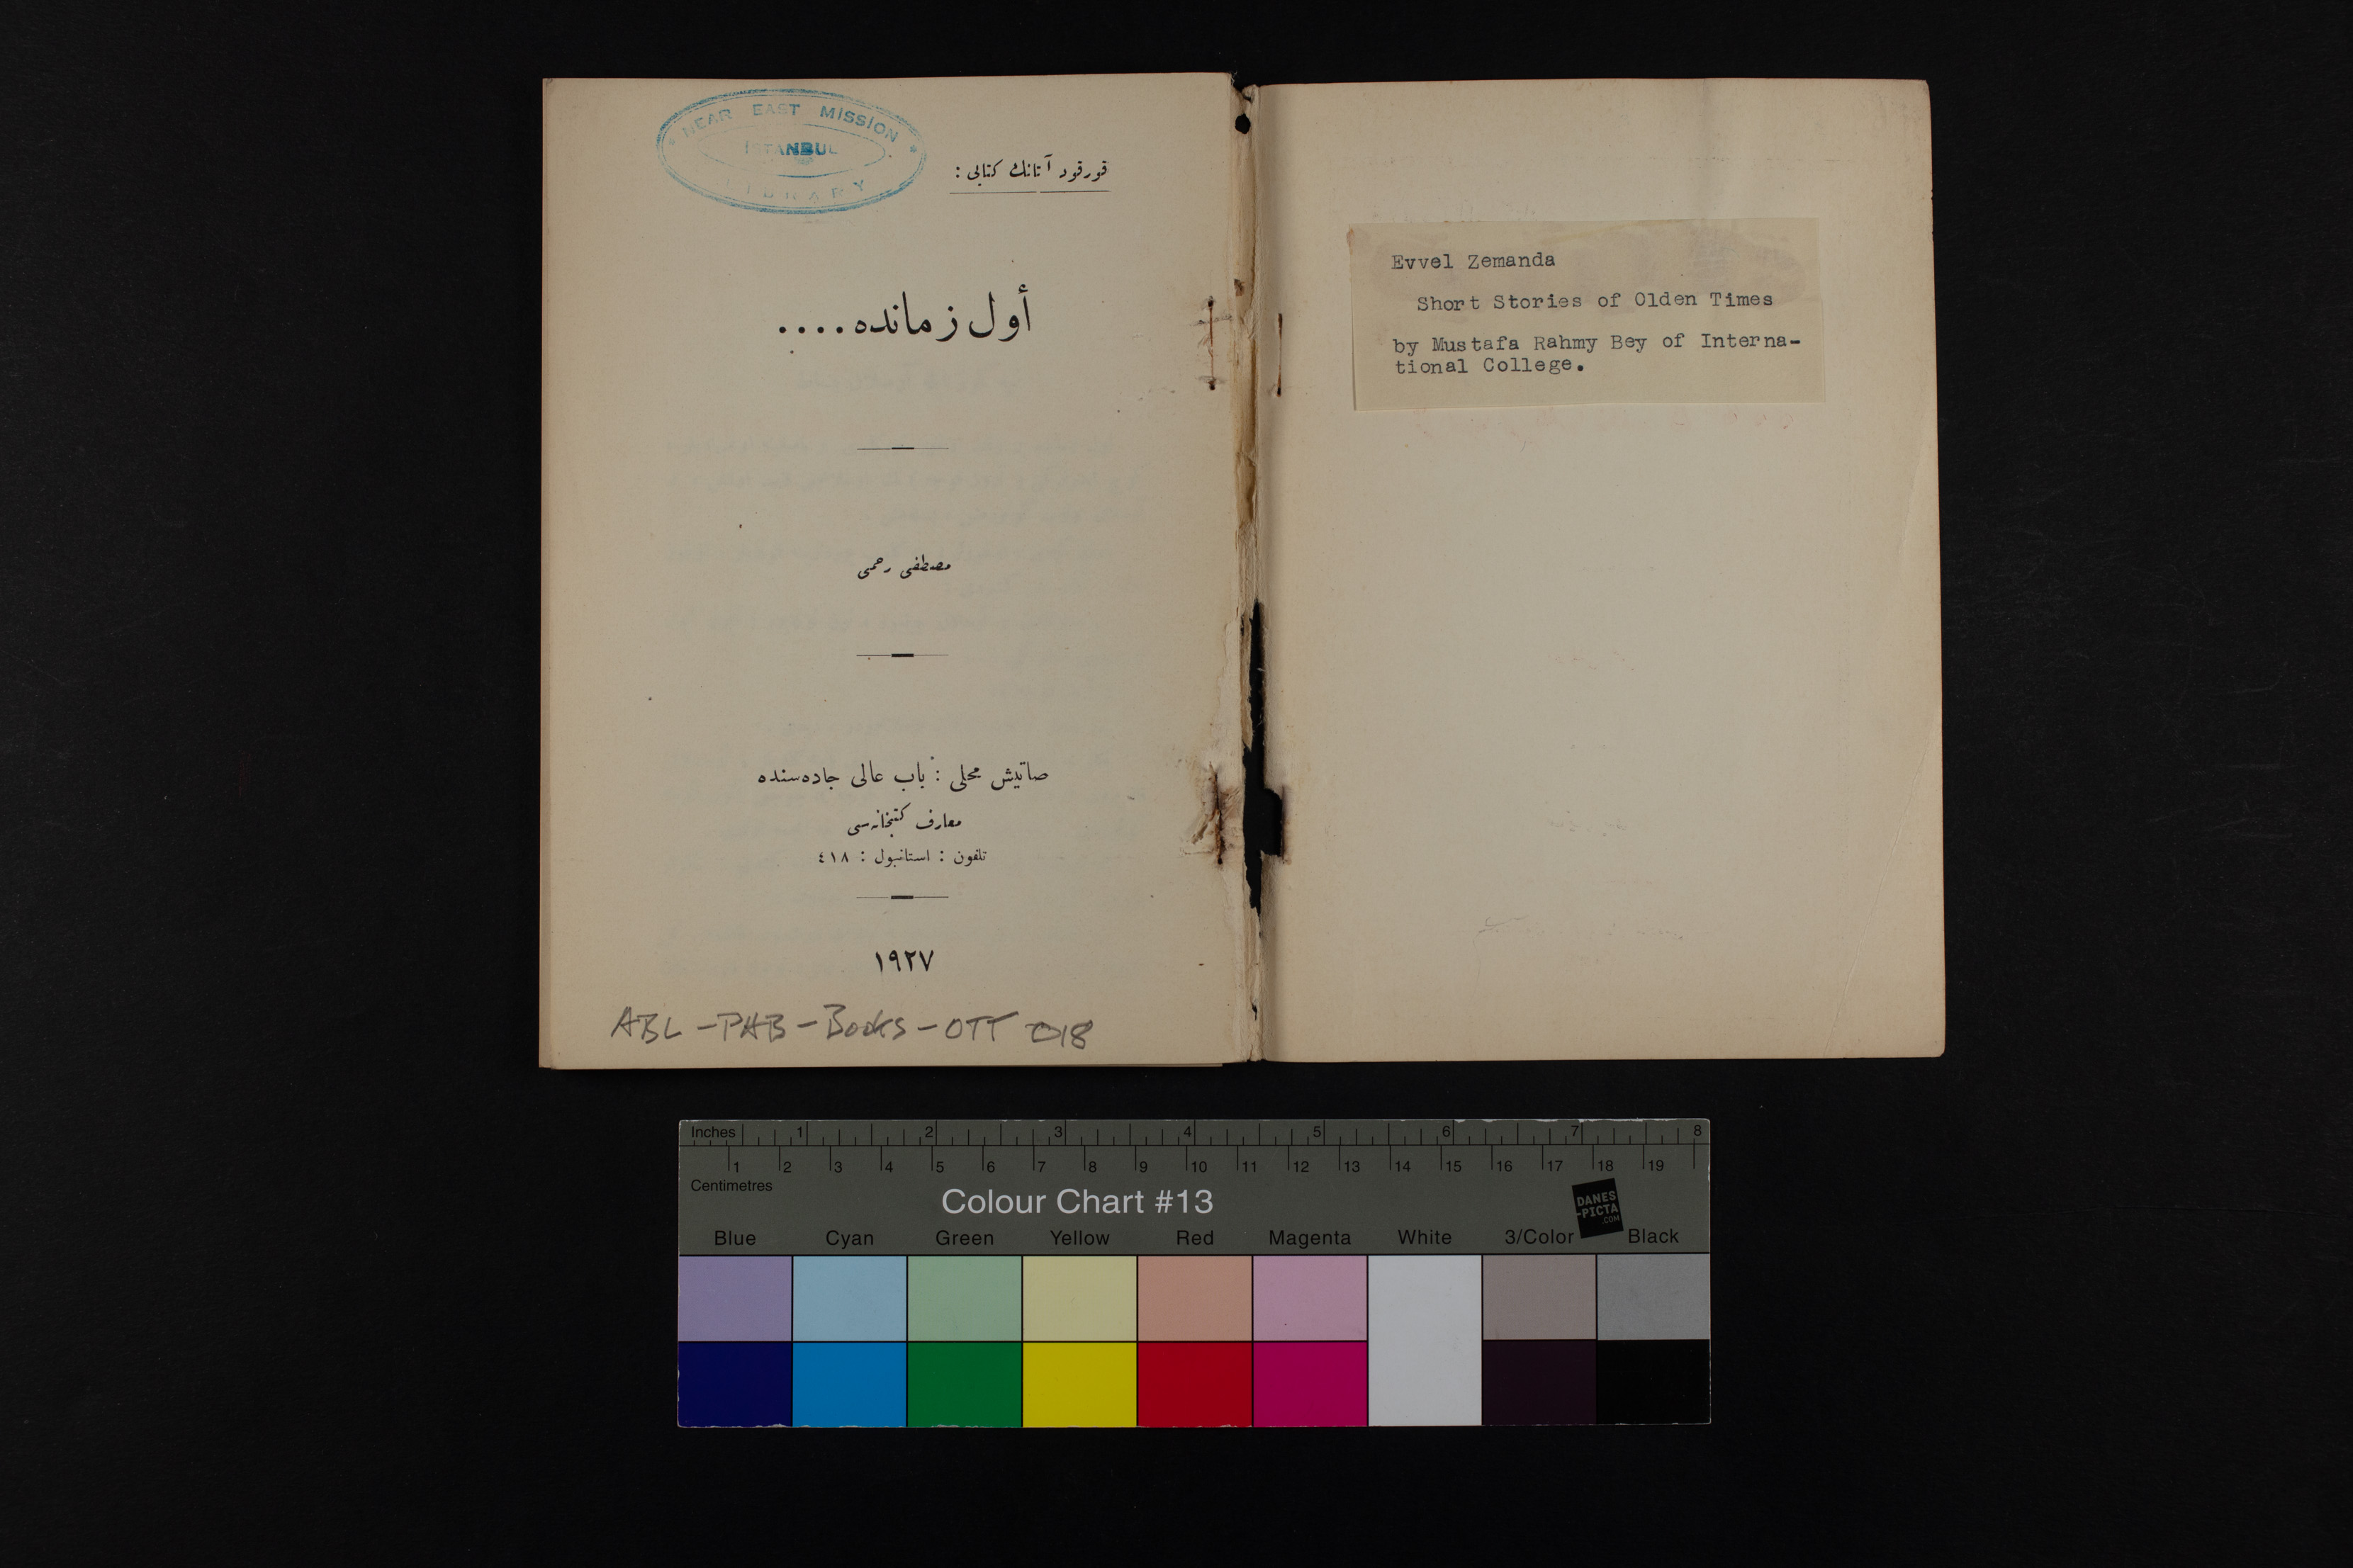 NEAR EAST MISSION
ISTANBUL
LIBRARY
قورقود آتانك كتابى :
أول زمانده....
مصطفى رحمى
صاتيش محلى : باب عالى جاده‌سنده
معارف كتبخانه‌سى
تلفون : استانبول : ٤١٨
١٩٢٧
ABL-PAB-Books-OTT 018
Evvel Zemanda
Short Stories of Olden Times
by Mustafa Rahmy Bey of Interna-
tional College.
Inches 1 2 3 4 5 6 7 8
1 2 3 4 5 6 7 8 9 10 11 12 13 14 15 16 17 18 19
Centimetres
Colour Chart #13
DANES
-PICTA
.COM
Blue Cyan Green Yellow Red Magenta White 3/Color Black